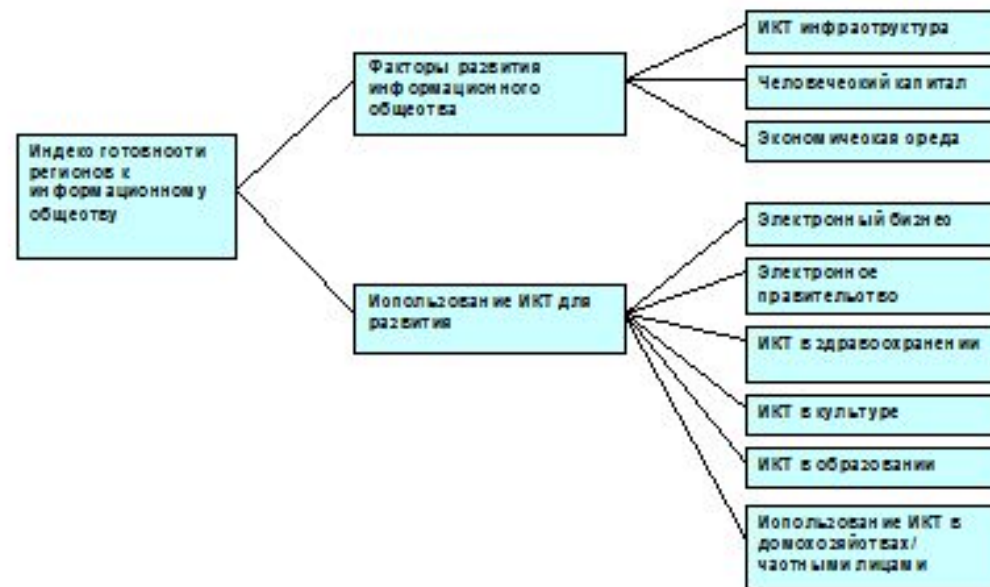 Индекс готовности
регионов к
информационному
обществу
Факторы развития
информационного
общества
ИКТ инфраструктура
Человеческий капитал
Экономическая среда
Использование ИКТ для
развития
Электронный бизнес
Электронное
правительство
ИКТ в здравоохранении
ИКТ в культуре
ИКТ в образовании
Использование ИКТ в
домохозяйствах/
частными лицами